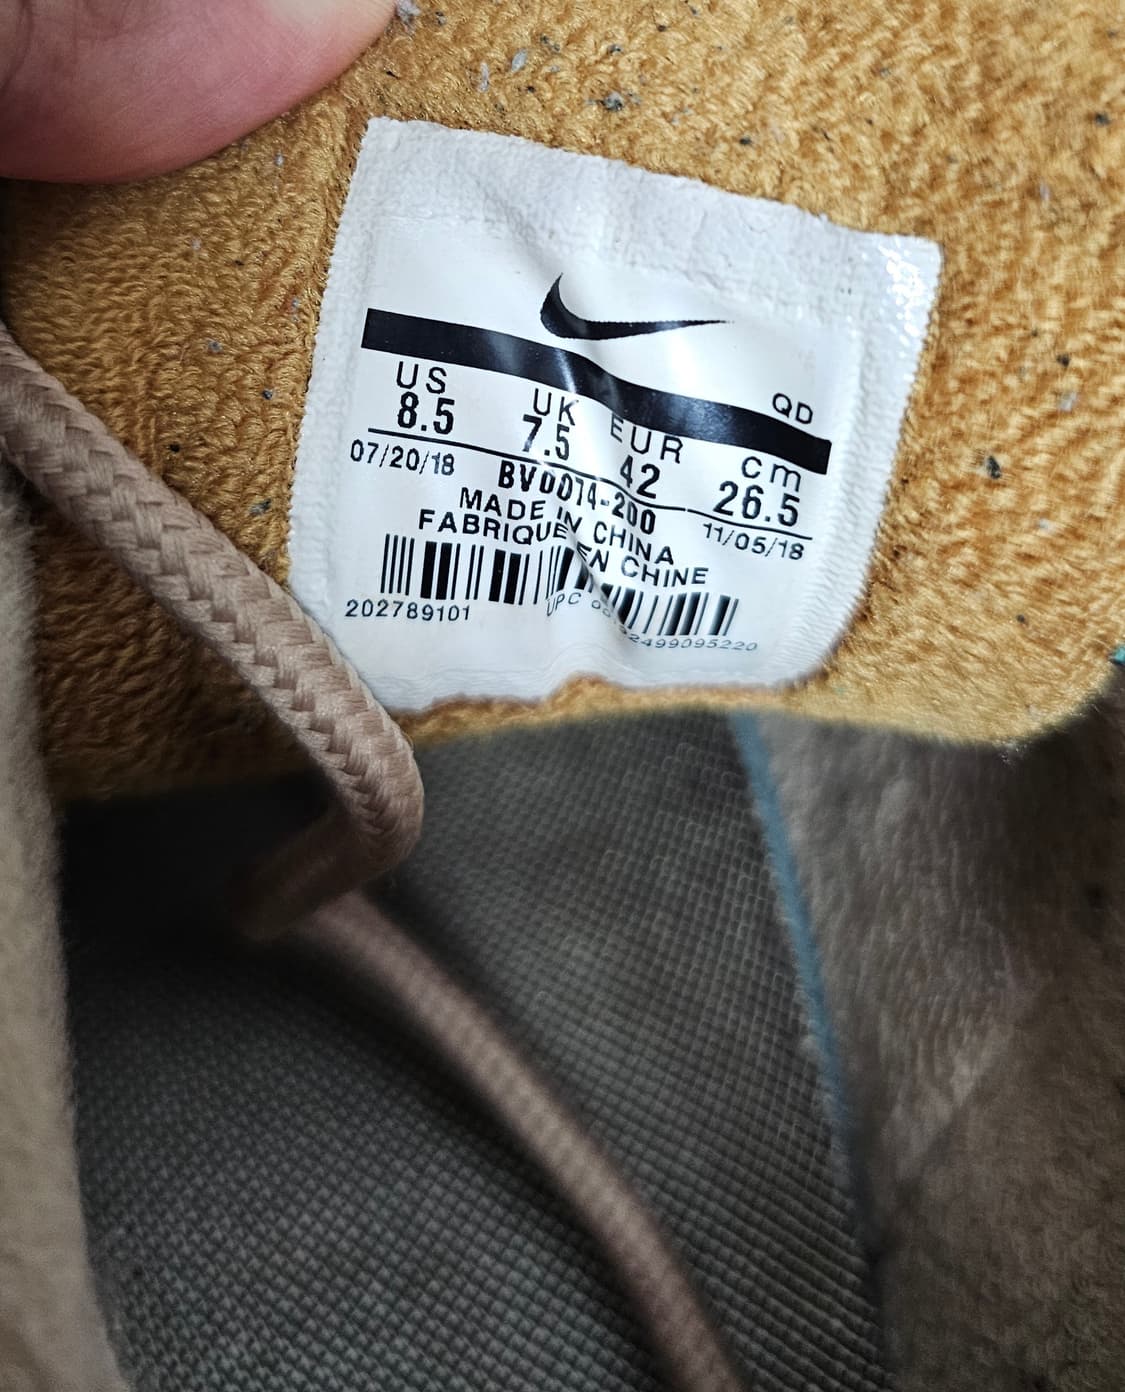 QD
US UK EUR cm
8.5 7.5 42 26.5
07/20/18 BV0074-200 11/05/18
MADE IN CHINA
FABRIQUE EN CHINE
202789101 UPC